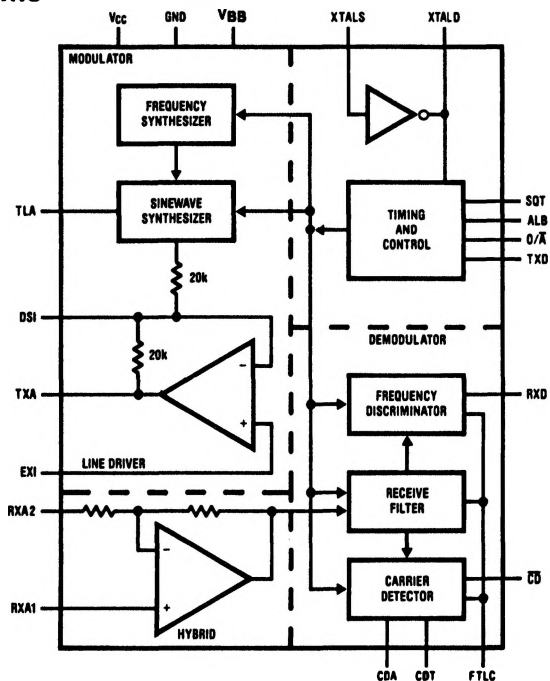 Vcc GND VBB XTALS XTALD
MODULATOR
FREQUENCY
SYNTHESIZER
TLA
SINEWAVE
SYNTHESIZER
TIMING
AND
CONTROL
SQT
ALB
O/A̅
TXD
20k
DSI
20k
TXA
EXI
LINE DRIVER
DEMODULATOR
FREQUENCY
DISCRIMINATOR
RXD
RECEIVE
FILTER
RXA2
RXA1
HYBRID
CARRIER
DETECTOR
C̅D̅
CDA CDT FTLC